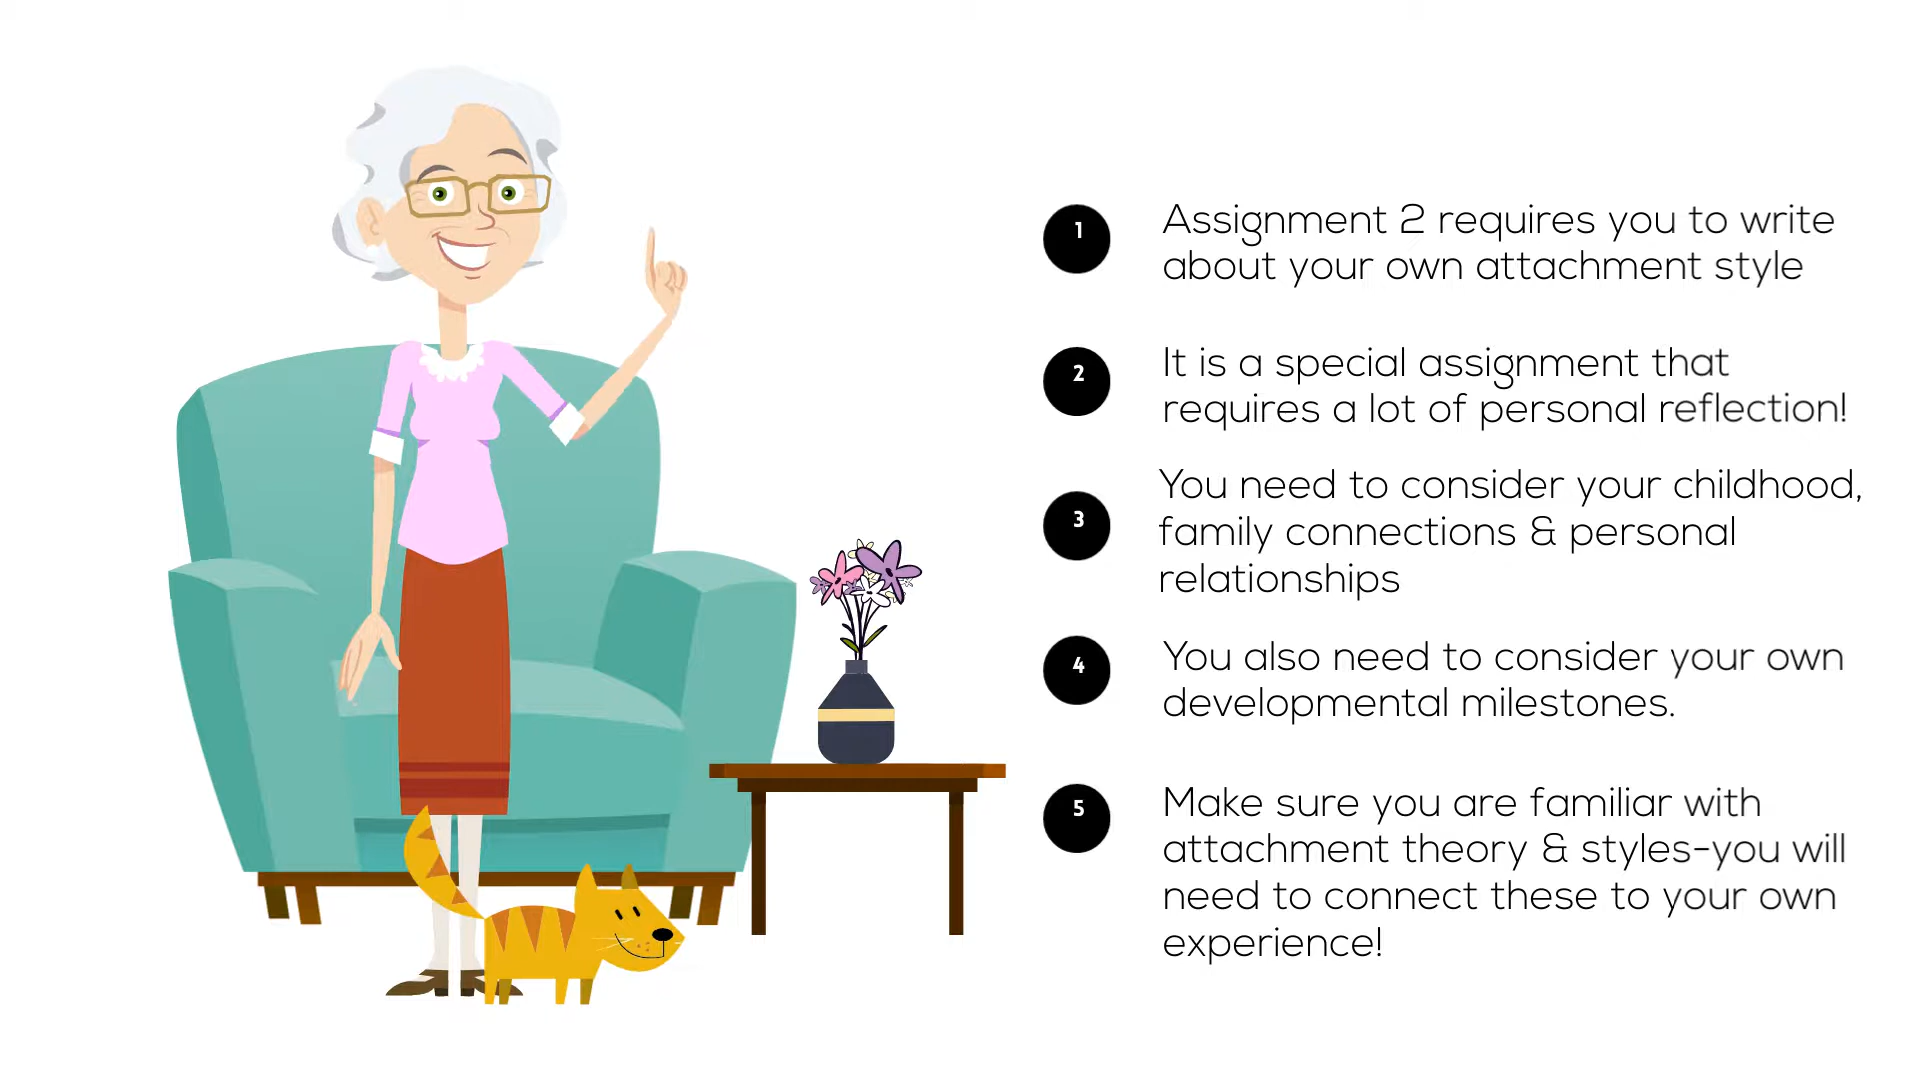 1
Assignment 2 requires you to write
about your own attachment style
2
It is a special assignment that
requires a lot of personal reflection!
3
You need to consider your childhood,
family connections & personal
relationships
4
You also need to consider your own
developmental milestones.
5
Make sure you are familiar with
attachment theory & styles-you will
need to connect these to your own
experience!